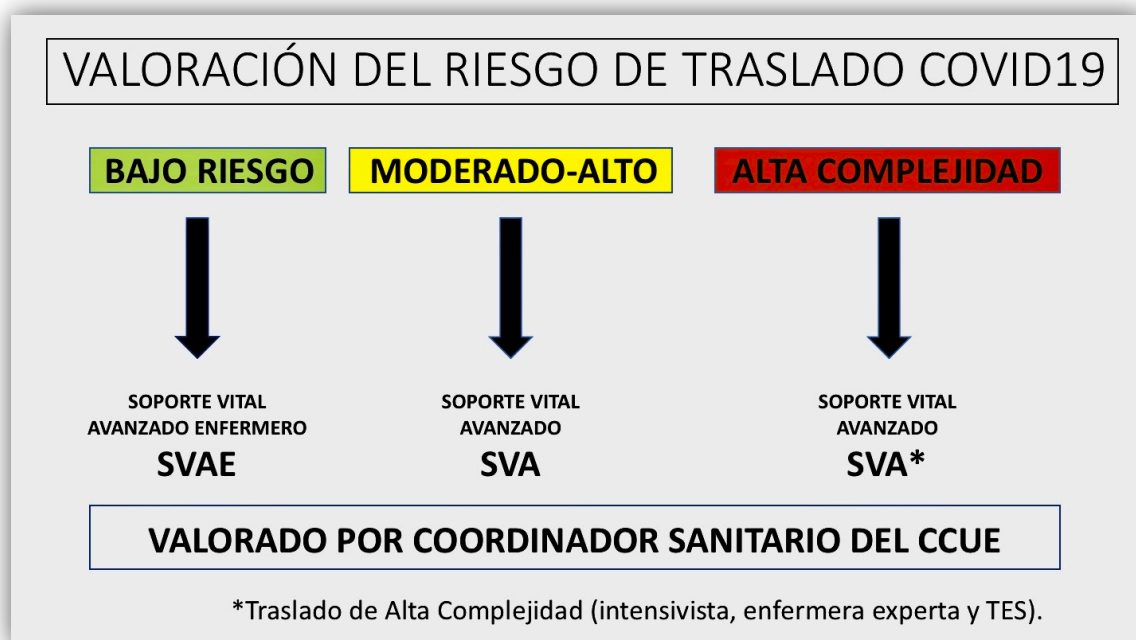 VALORACIÓN DEL RIESGO DE TRASLADO COVID19
BAJO RIESGO
MODERADO-ALTO
ALTA COMPLEJIDAD
SOPORTE VITAL
AVANZADO ENFERMERO
SVAE
SOPORTE VITAL
AVANZADO
SVA
SOPORTE VITAL
AVANZADO
SVA*
VALORADO POR COORDINADOR SANITARIO DEL CCUE
*Traslado de Alta Complejidad (intensivista, enfermera experta y TES).